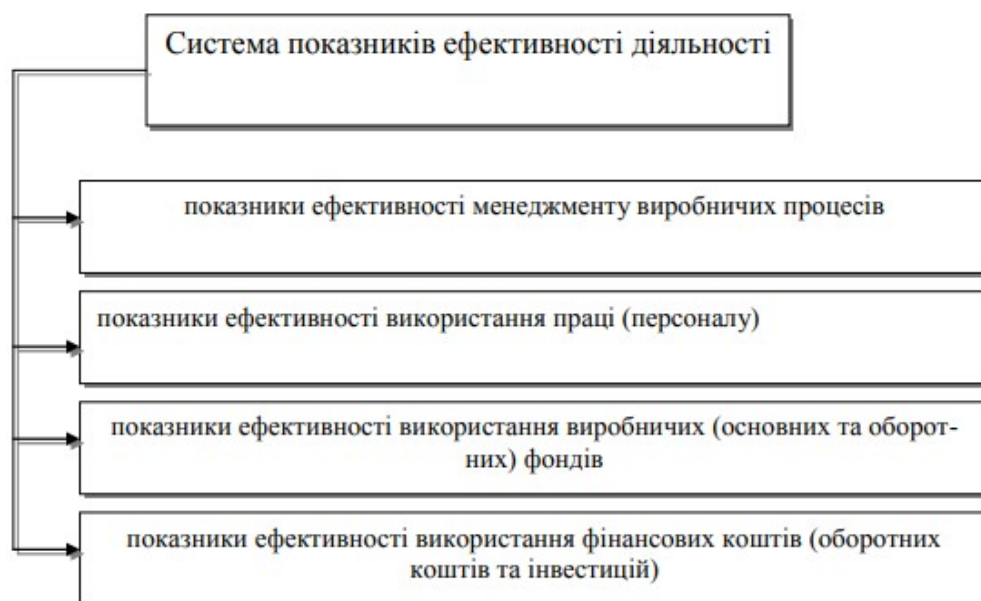 Система показників ефективності діяльності
показники ефективності менеджменту виробничих процесів
показники ефективності використання праці (персоналу)
показники ефективності використання виробничих (основних та оборот-
них) фондів
показники ефективності використання фінансових коштів (оборотних
коштів та інвестицій)